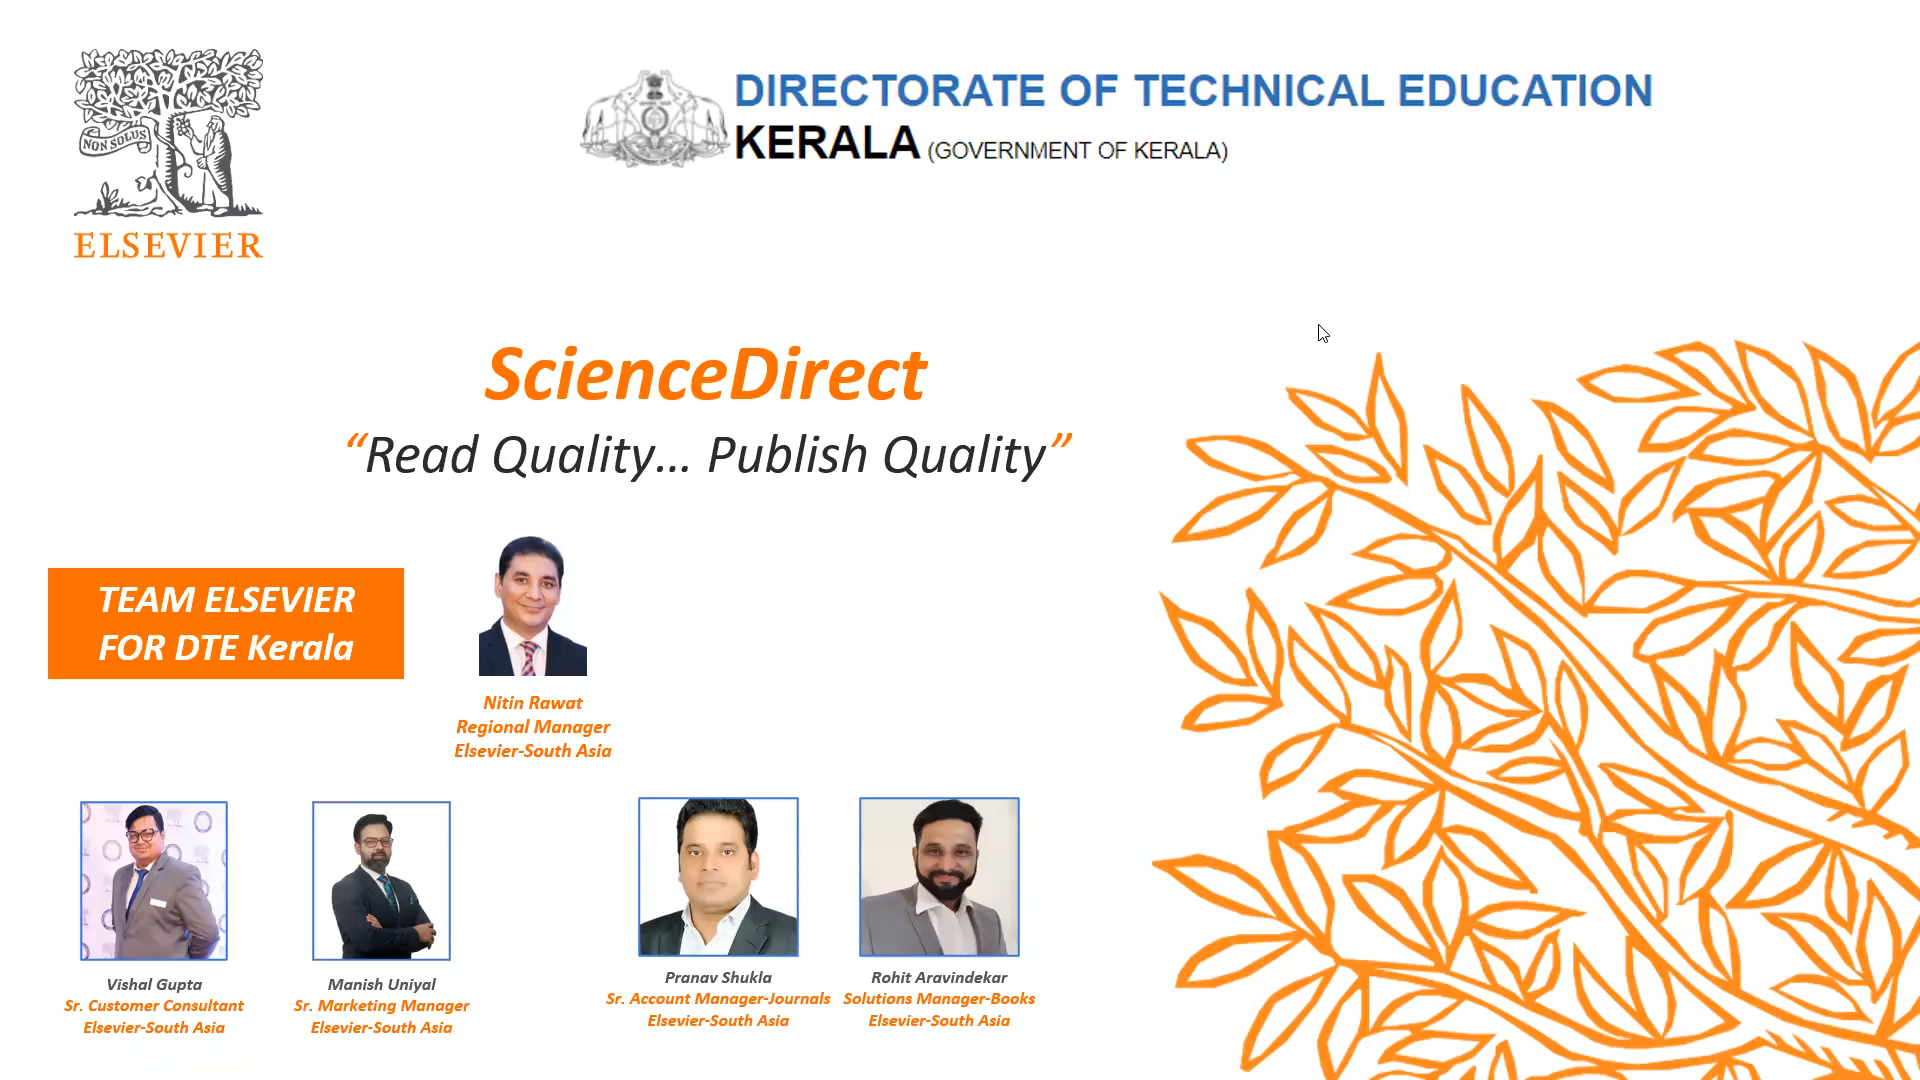 NON SOLUS
ELSEVIER
DIRECTORATE OF TECHNICAL EDUCATION
KERALA (GOVERNMENT OF KERALA)
ScienceDirect
“Read Quality... Publish Quality”
TEAM ELSEVIER
FOR DTE Kerala
Nitin Rawat
Regional Manager
Elsevier-South Asia
Vishal Gupta
Sr. Customer Consultant
Elsevier-South Asia
Manish Uniyal
Sr. Marketing Manager
Elsevier-South Asia
Pranav Shukla
Sr. Account Manager-Journals
Elsevier-South Asia
Rohit Aravindekar
Solutions Manager-Books
Elsevier-South Asia